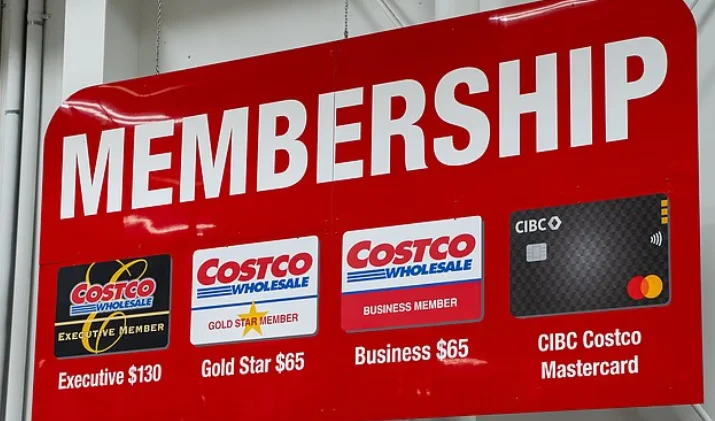 MEMBERSHIP
COSTCO
WHOLESALE
EXECUTIVE MEMBER
Executive $130
COSTCO
WHOLESALE
GOLD STAR MEMBER
Gold Star $65
COSTCO
WHOLESALE
BUSINESS MEMBER
Business $65
CIBC
CIBC Costco
Mastercard